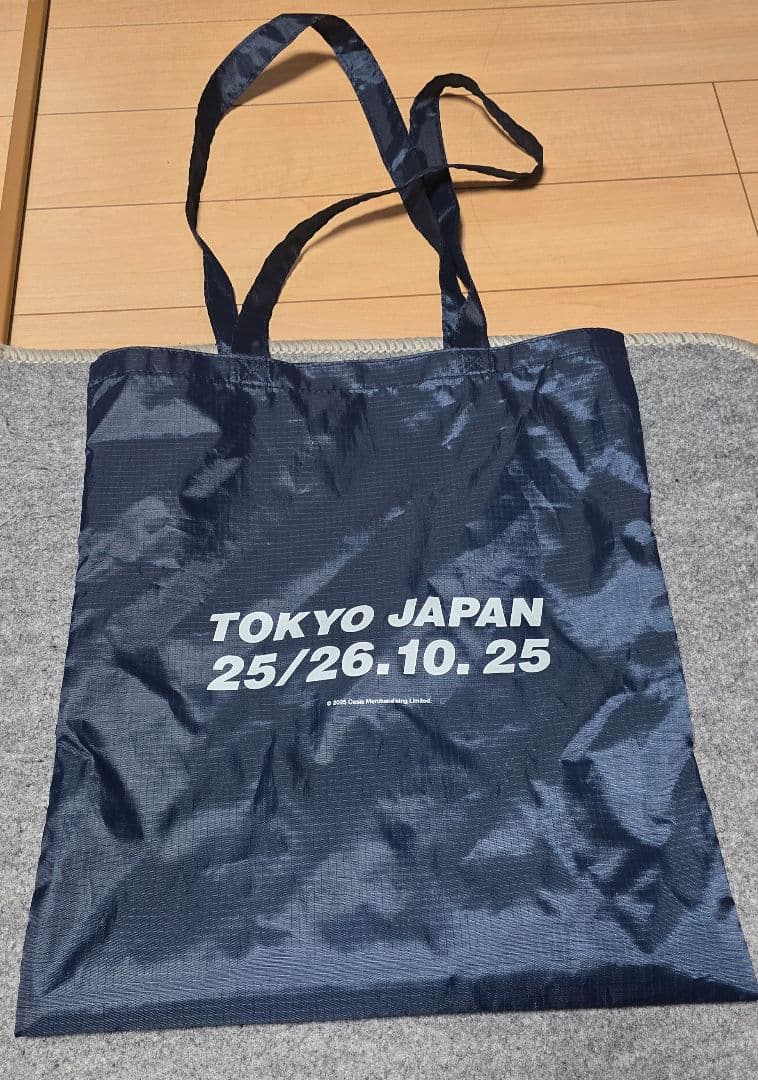 TOKYO JAPAN
25/26.10. 25
© 2025 Oasis Merchandising Limited.